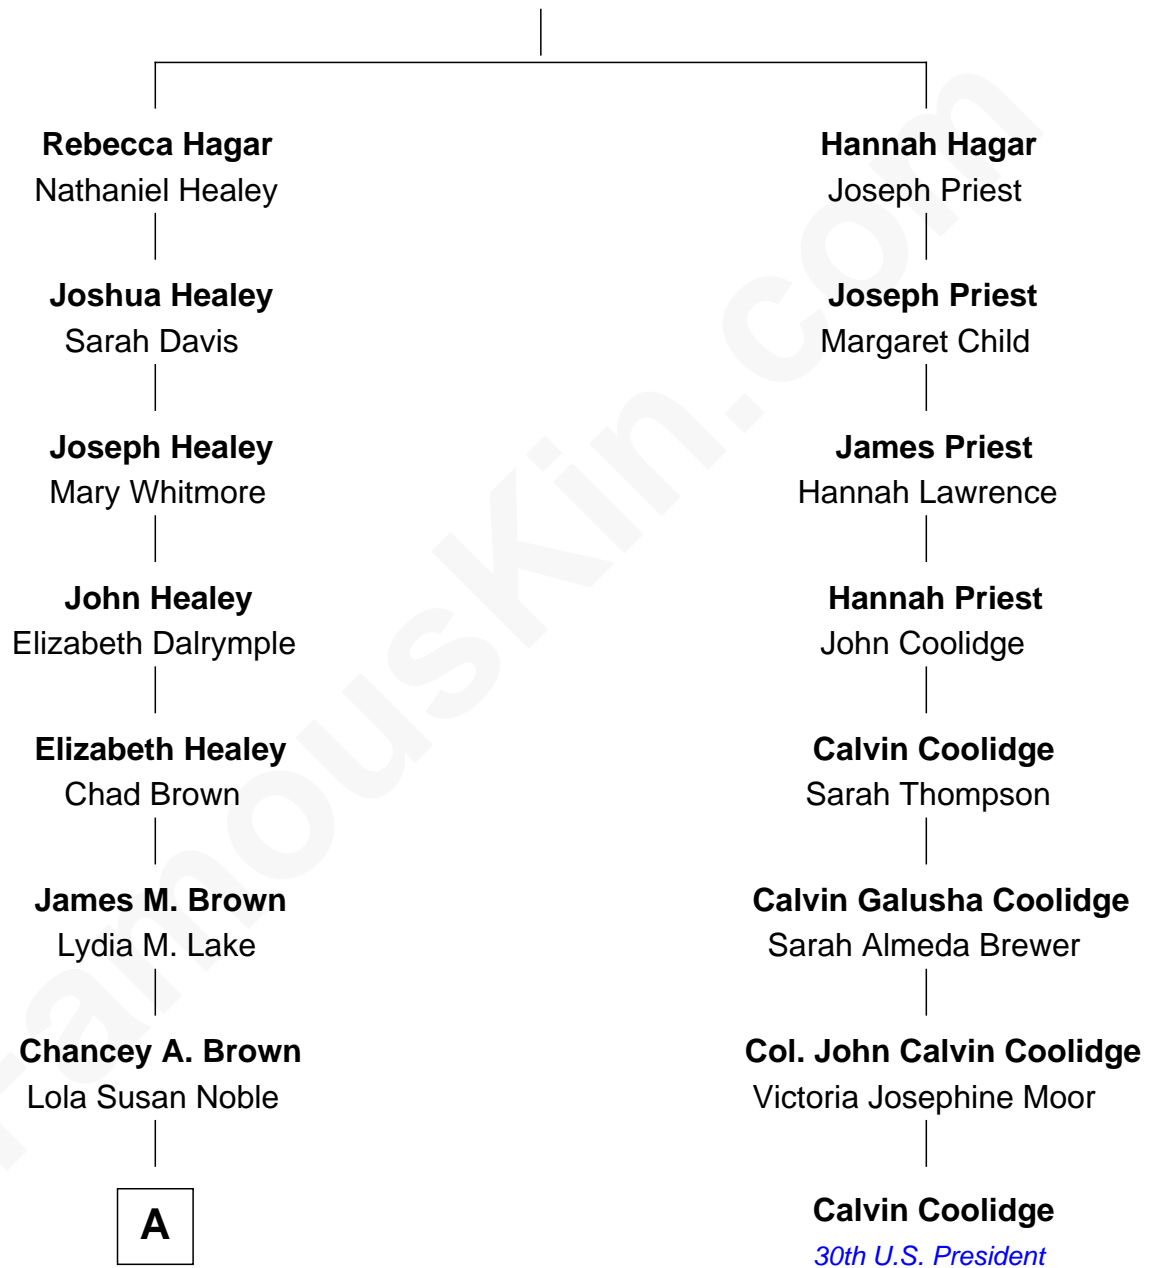 Rebecca Hagar
Nathaniel Healey
Joshua Healey
Sarah Davis
Joseph Healey
Mary Whitmore
John Healey
Elizabeth Dalrymple
Elizabeth Healey
Chad Brown
James M. Brown
Lydia M. Lake
Chancey A. Brown
Lola Susan Noble
A
Hannah Hagar
Joseph Priest
Joseph Priest
Margaret Child
James Priest
Hannah Lawrence
Hannah Priest
John Coolidge
Calvin Coolidge
Sarah Thompson
Calvin Galusha Coolidge
Sarah Almeda Brewer
Col. John Calvin Coolidge
Victoria Josephine Moor
Calvin Coolidge
30th U.S. President
FamousKin.com